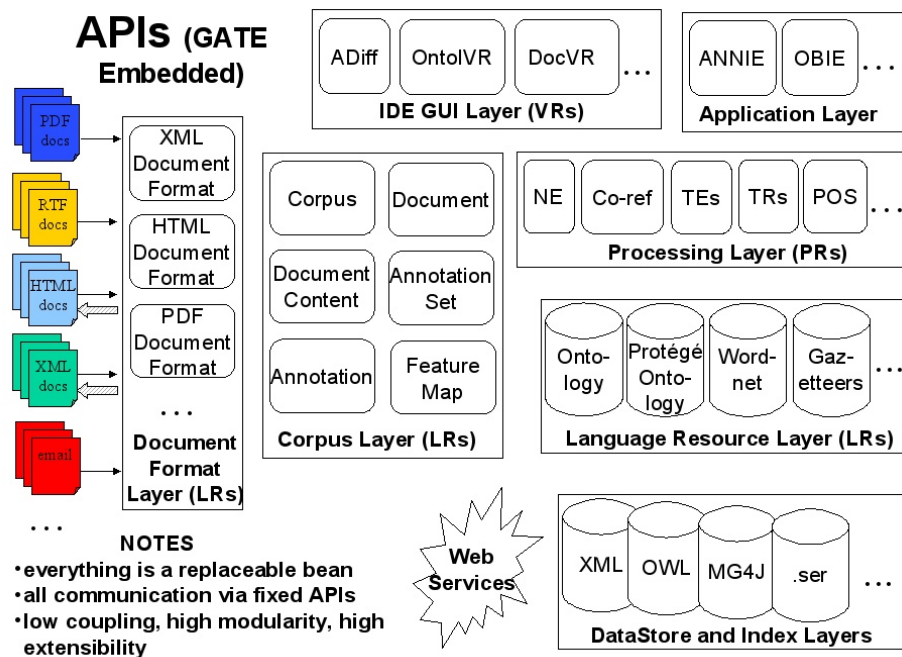 APIs (GATE
Embedded)
PDF
docs
RTF
docs
HTML
docs
XML
docs
email
...
XML
Document
Format
HTML
Document
Format
PDF
Document
Format
...
Document
Format
Layer (LRs)
ADiff
OntolVR
DocVR
...
IDE GUI Layer (VRs)
ANNIE
OBIE
...
Application Layer
Corpus
Document
Document
Content
Annotation
Set
Annotation
Feature
Map
Corpus Layer (LRs)
NE
Co-ref
TEs
TRs
POS
...
Processing Layer (PRs)
Onto-
logy
Protégé
Onto-
logy
Word-
net
Gaz-
etteers
...
Language Resource Layer (LRs)
NOTES
•everything is a replaceable bean
•all communication via fixed APIs
•low coupling, high modularity, high
extensibility
Web
Services
XML
OWL
MG4J
.ser
...
DataStore and Index Layers